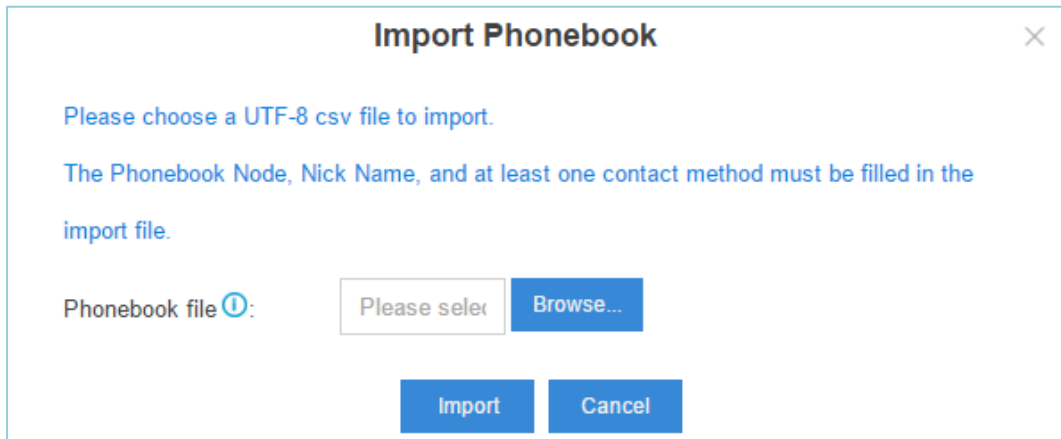 Import Phonebook
Please choose a UTF-8 csv file to import.
The Phonebook Node, Nick Name, and at least one contact method must be filled in the
import file.
Phonebook file : Please selec Browse...
Import Cancel